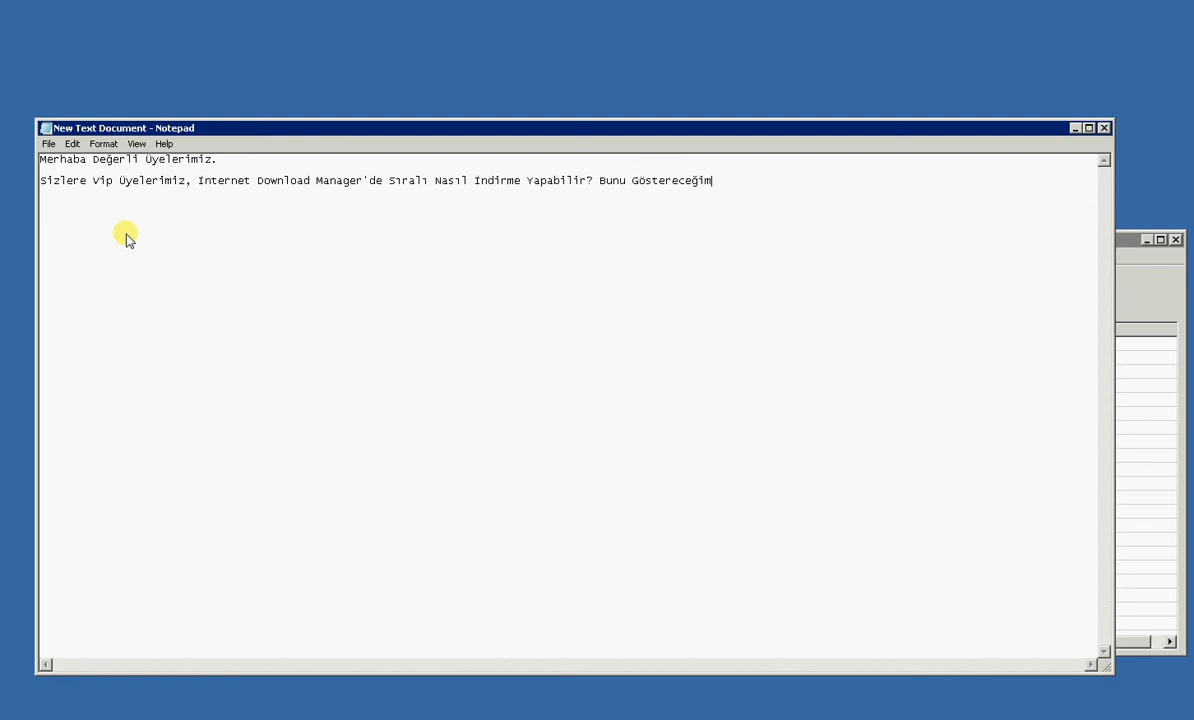 New Text Document - Notepad
File Edit Format View Help
Merhaba Değerli Üyelerimiz.
Sizlere Vip Üyelerimiz, İnternet Download Manager'de Sıralı Nasıl İndirme Yapabilir? Bunu Göstereceğim